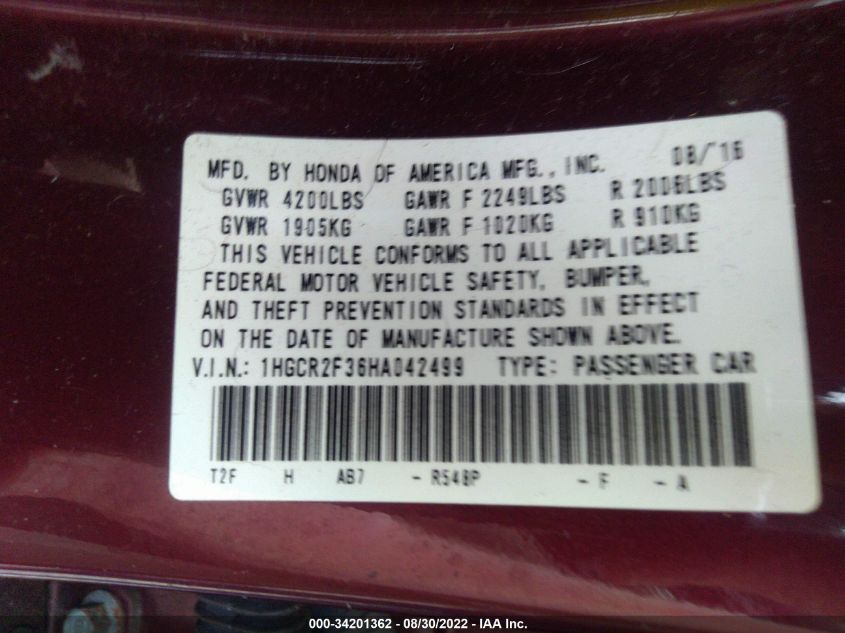 MFD. BY HONDA OF AMERICA MFG., INC. 08/16
GVWR 4200LBS GAWR F 2249LBS R 2006LBS
GVWR 1905KG GAWR F 1020KG R 910KG
THIS VEHICLE CONFORMS TO ALL APPLICABLE
FEDERAL MOTOR VEHICLE SAFETY, BUMPER,
AND THEFT PREVENTION STANDARDS IN EFFECT
ON THE DATE OF MANUFACTURE SHOWN ABOVE.
V.I.N.: 1HGCR2F36HA042499 TYPE: PASSENGER CAR
T2F H AB7 - R548P - F - A
000-34201362 - 08/30/2022 - IAA Inc.